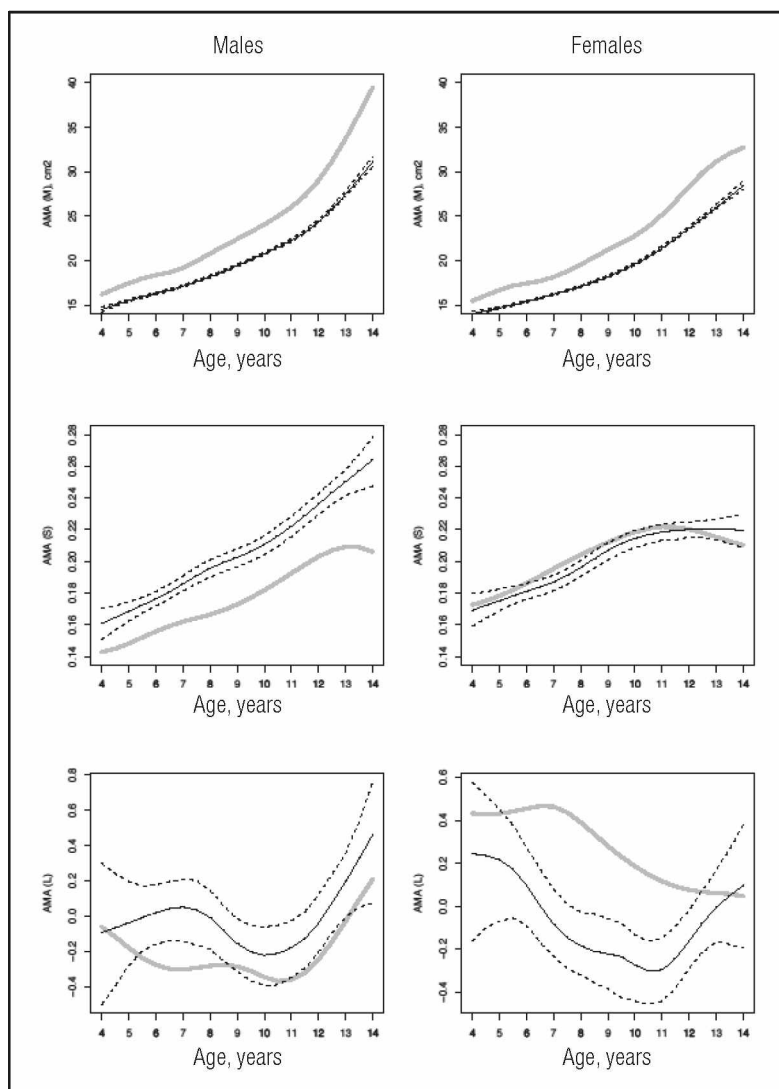 Males
Females
AMA (M), cm2
40
35
30
25
20
15
4 5 6 7 8 9 10 11 12 13 14
Age, years
AMA (M), cm2
40
35
30
25
20
15
4 5 6 7 8 9 10 11 12 13 14
Age, years
AMA (S)
0.28
0.26
0.24
0.22
0.20
0.18
0.16
0.14
4 5 6 7 8 9 10 11 12 13 14
Age, years
AMA (S)
0.28
0.26
0.24
0.22
0.20
0.18
0.16
0.14
4 5 6 7 8 9 10 11 12 13 14
Age, years
AMA (L)
0.8
0.6
0.4
0.2
0.0
-0.2
-0.4
4 5 6 7 8 9 10 11 12 13 14
Age, years
AMA (L)
0.6
0.4
0.2
0.0
-0.2
-0.4
4 5 6 7 8 9 10 11 12 13 14
Age, years